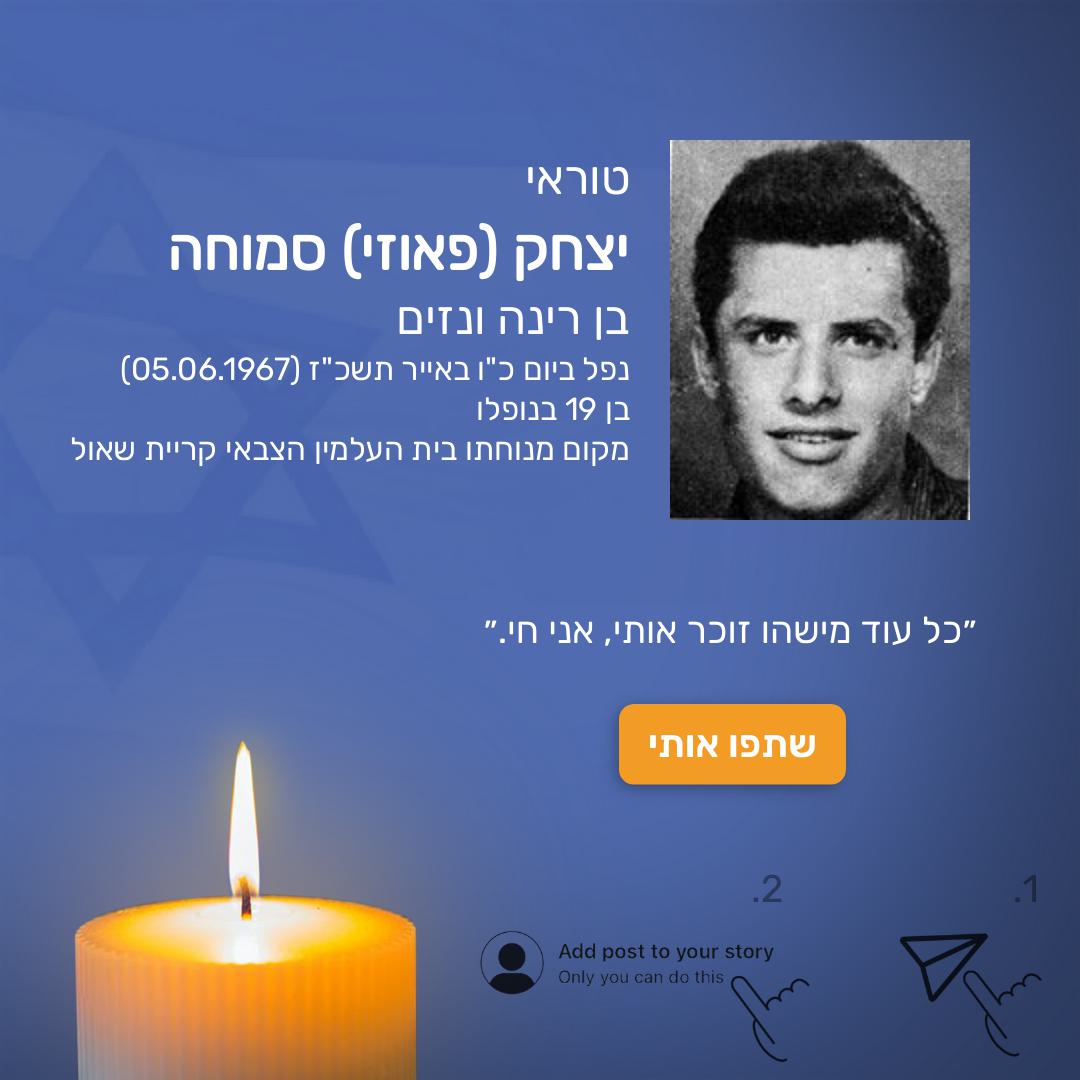 טוראי
יצחק (פאוזי) סמוחה
בן רינה ונזים
נפל ביום כ"ו באייר תשכ"ז (05.06.1967)
בן 19 בנופלו
מקום מנוחתו בית העלמין הצבאי קריית שאול
״כל עוד מישהו זוכר אותי, אני חי.״
שתפו אותי
1.
2.
Add post to your story
Only you can do this